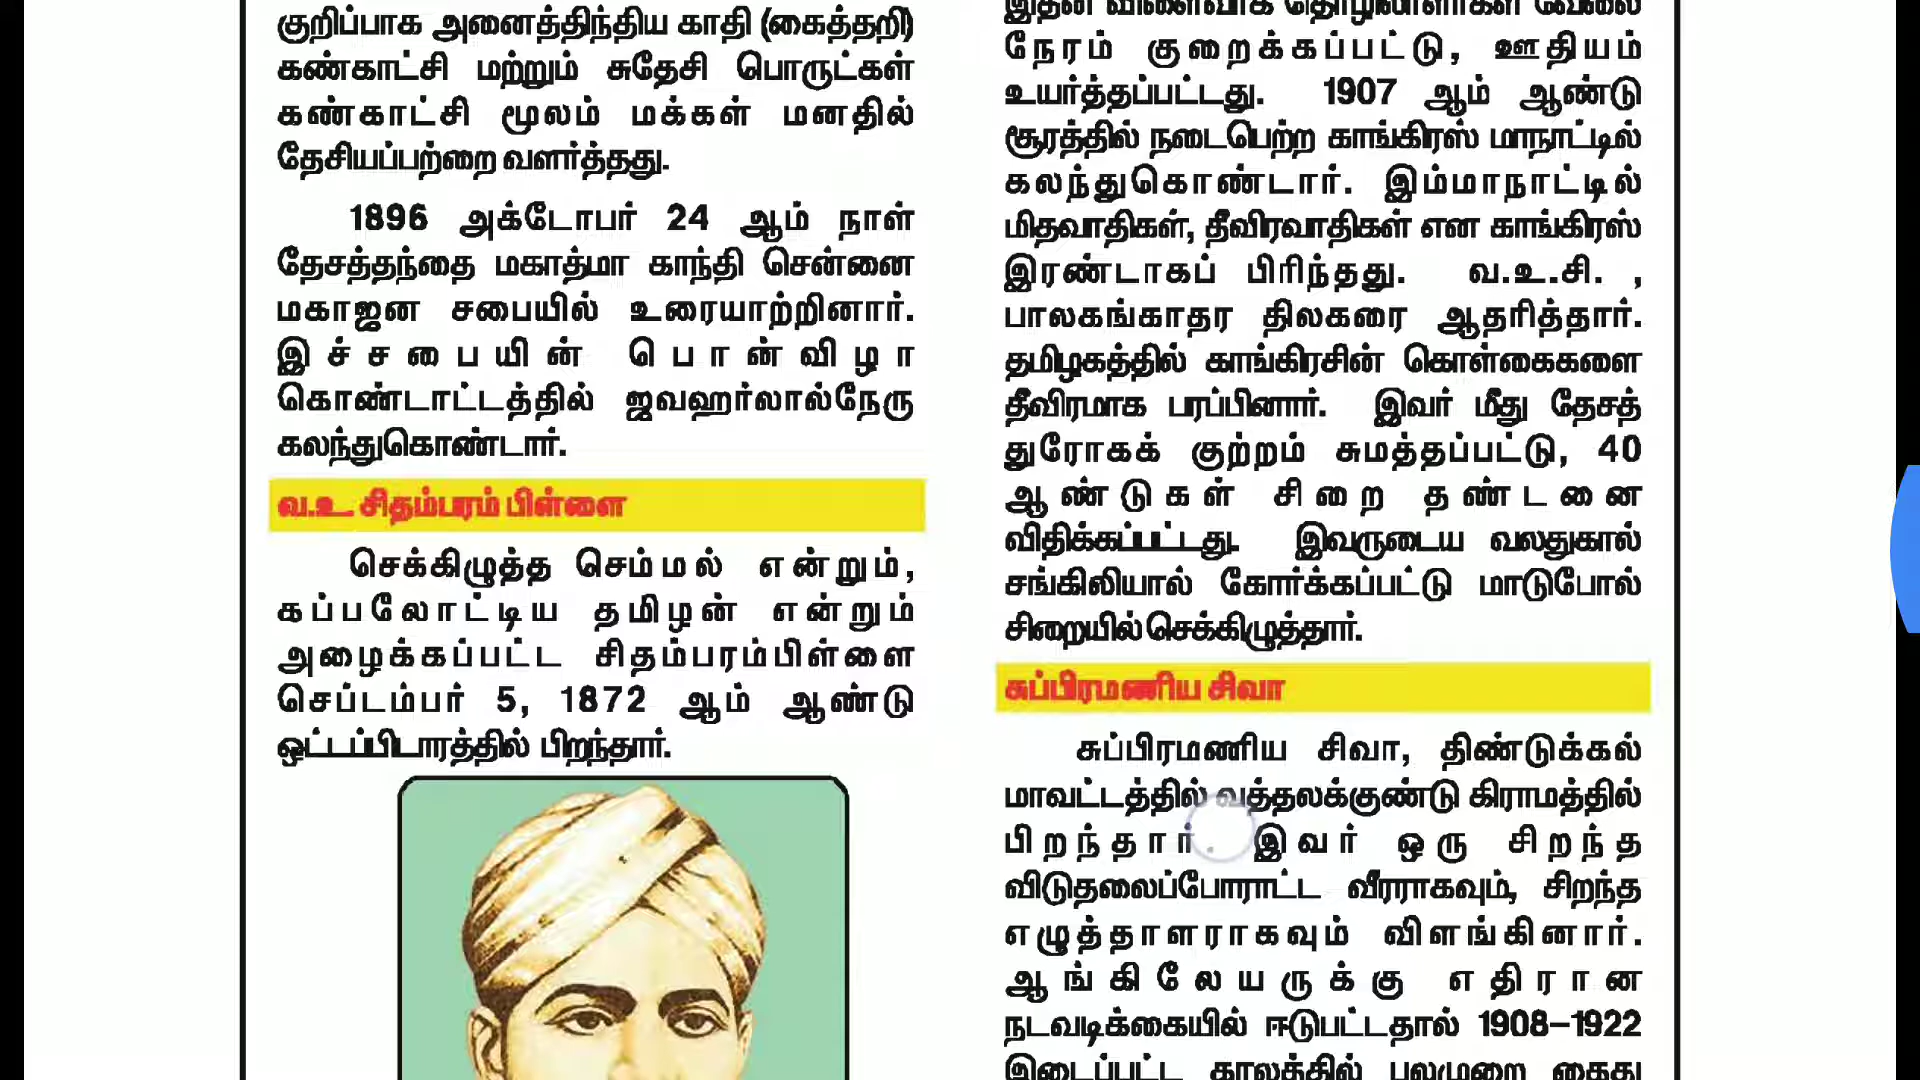 குறிப்பாக அனைத்திந்திய காதி (கைத்தறி)
கண்காட்சி மற்றும் சுதேசி பொருட்கள்
கண்காட்சி மூலம் மக்கள் மனதில்
தேசியப்பற்றை வளர்த்தது.
1896 அக்டோபர் 24 ஆம் நாள்
தேசத்தந்தை மகாத்மா காந்தி சென்னை
மகாஜன சபையில் உரையாற்றினார்.
இச்சபையின் பொன்விழா
கொண்டாட்டத்தில் ஜவஹர்லால்நேரு
கலந்துகொண்டார்.
வ.உ. சிதம்பரம் பிள்ளை
செக்கிழுத்த செம்மல் என்றும்,
கப்பலோட்டிய தமிழன் என்றும்
அழைக்கப்பட்ட சிதம்பரம்பிள்ளை
செப்டம்பர் 5, 1872 ஆம் ஆண்டு
ஒட்டப்பிடாரத்தில் பிறந்தார்.
இதன் விளைவாக தொழிலாளர்கள் வேலை
நேரம் குறைக்கப்பட்டு, ஊதியம்
உயர்த்தப்பட்டது. 1907 ஆம் ஆண்டு
சூரத்தில் நடைபெற்ற காங்கிரஸ் மாநாட்டில்
கலந்துகொண்டார். இம்மாநாட்டில்
மிதவாதிகள், தீவிரவாதிகள் என காங்கிரஸ்
இரண்டாகப் பிரிந்தது. வ.உ.சி. ,
பாலகங்காதர திலகரை ஆதரித்தார்.
தமிழகத்தில் காங்கிரசின் கொள்கைகளை
தீவிரமாக பரப்பினார். இவர் மீது தேசத்
துரோகக் குற்றம் சுமத்தப்பட்டு, 40
ஆண்டுகள் சிறை தண்டனை
விதிக்கப்பட்டது. இவருடைய வலதுகால்
சங்கிலியால் கோர்க்கப்பட்டு மாடுபோல்
சிறையில் செக்கிழுத்தார்.
சுப்பிரமணிய சிவா
சுப்பிரமணிய சிவா, திண்டுக்கல்
மாவட்டத்தில் வத்தலக்குண்டு கிராமத்தில்
பிறந்தார். இவர் ஒரு சிறந்த
விடுதலைப்போராட்ட வீரராகவும், சிறந்த
எழுத்தாளராகவும் விளங்கினார்.
ஆங்கிலேயருக்கு எதிரான
நடவடிக்கையில் ஈடுபட்டதால் 1908–1922
இடைப்பட்ட காலத்தில் பலமுறை கைது